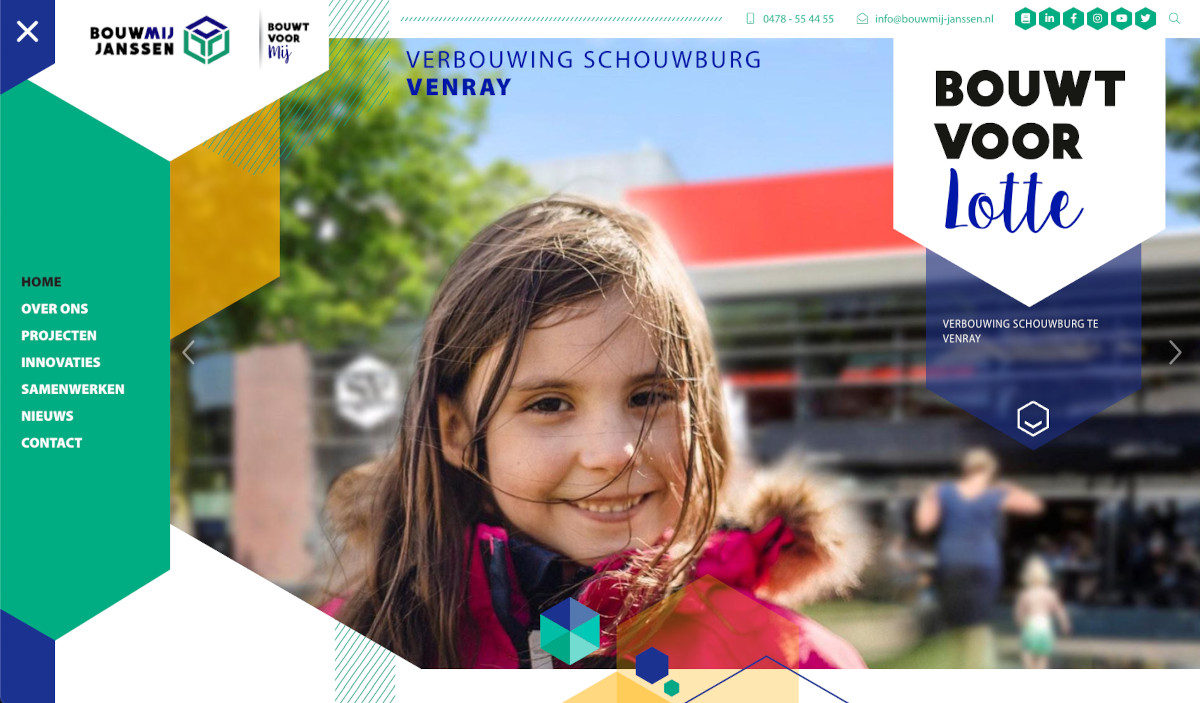 BOUWMIJ
JANSSEN
BOUWT
VOOR
Mij
0478 - 55 44 55
info@bouwmij-janssen.nl
VERBOUWING SCHOUWBURG
VENRAY
BOUWT
VOOR
Lotte
VERBOUWING SCHOUWBURG TE
VENRAY
HOME
OVER ONS
PROJECTEN
INNOVATIES
SAMENWERKEN
NIEUWS
CONTACT